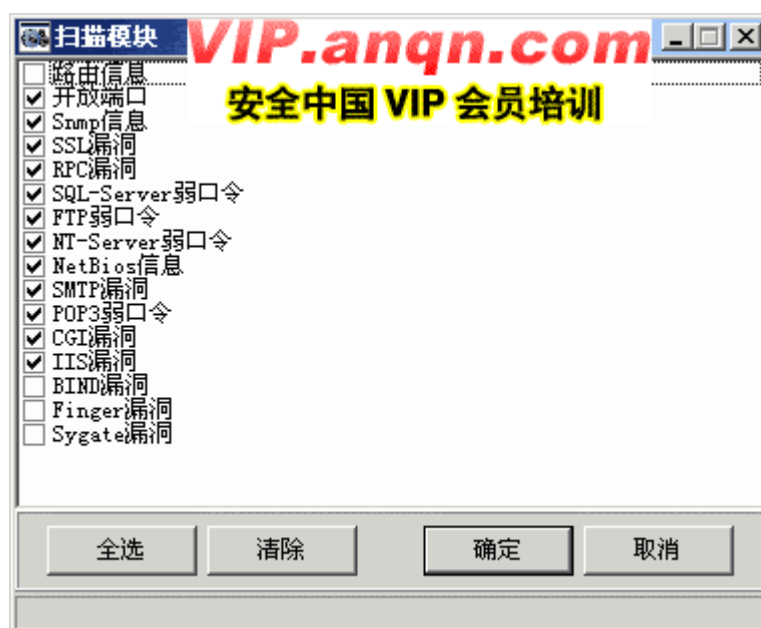 扫描模块
VIP.anqn.com
安全中国 VIP 会员培训
路由信息
开放端口
Snmp信息
SSL漏洞
RPC漏洞
SQL-Server弱口令
FTP弱口令
NT-Server弱口令
NetBios信息
SMTP漏洞
POP3弱口令
CGI漏洞
IIS漏洞
BIND漏洞
Finger漏洞
Sygate漏洞
全选 清除 确定 取消